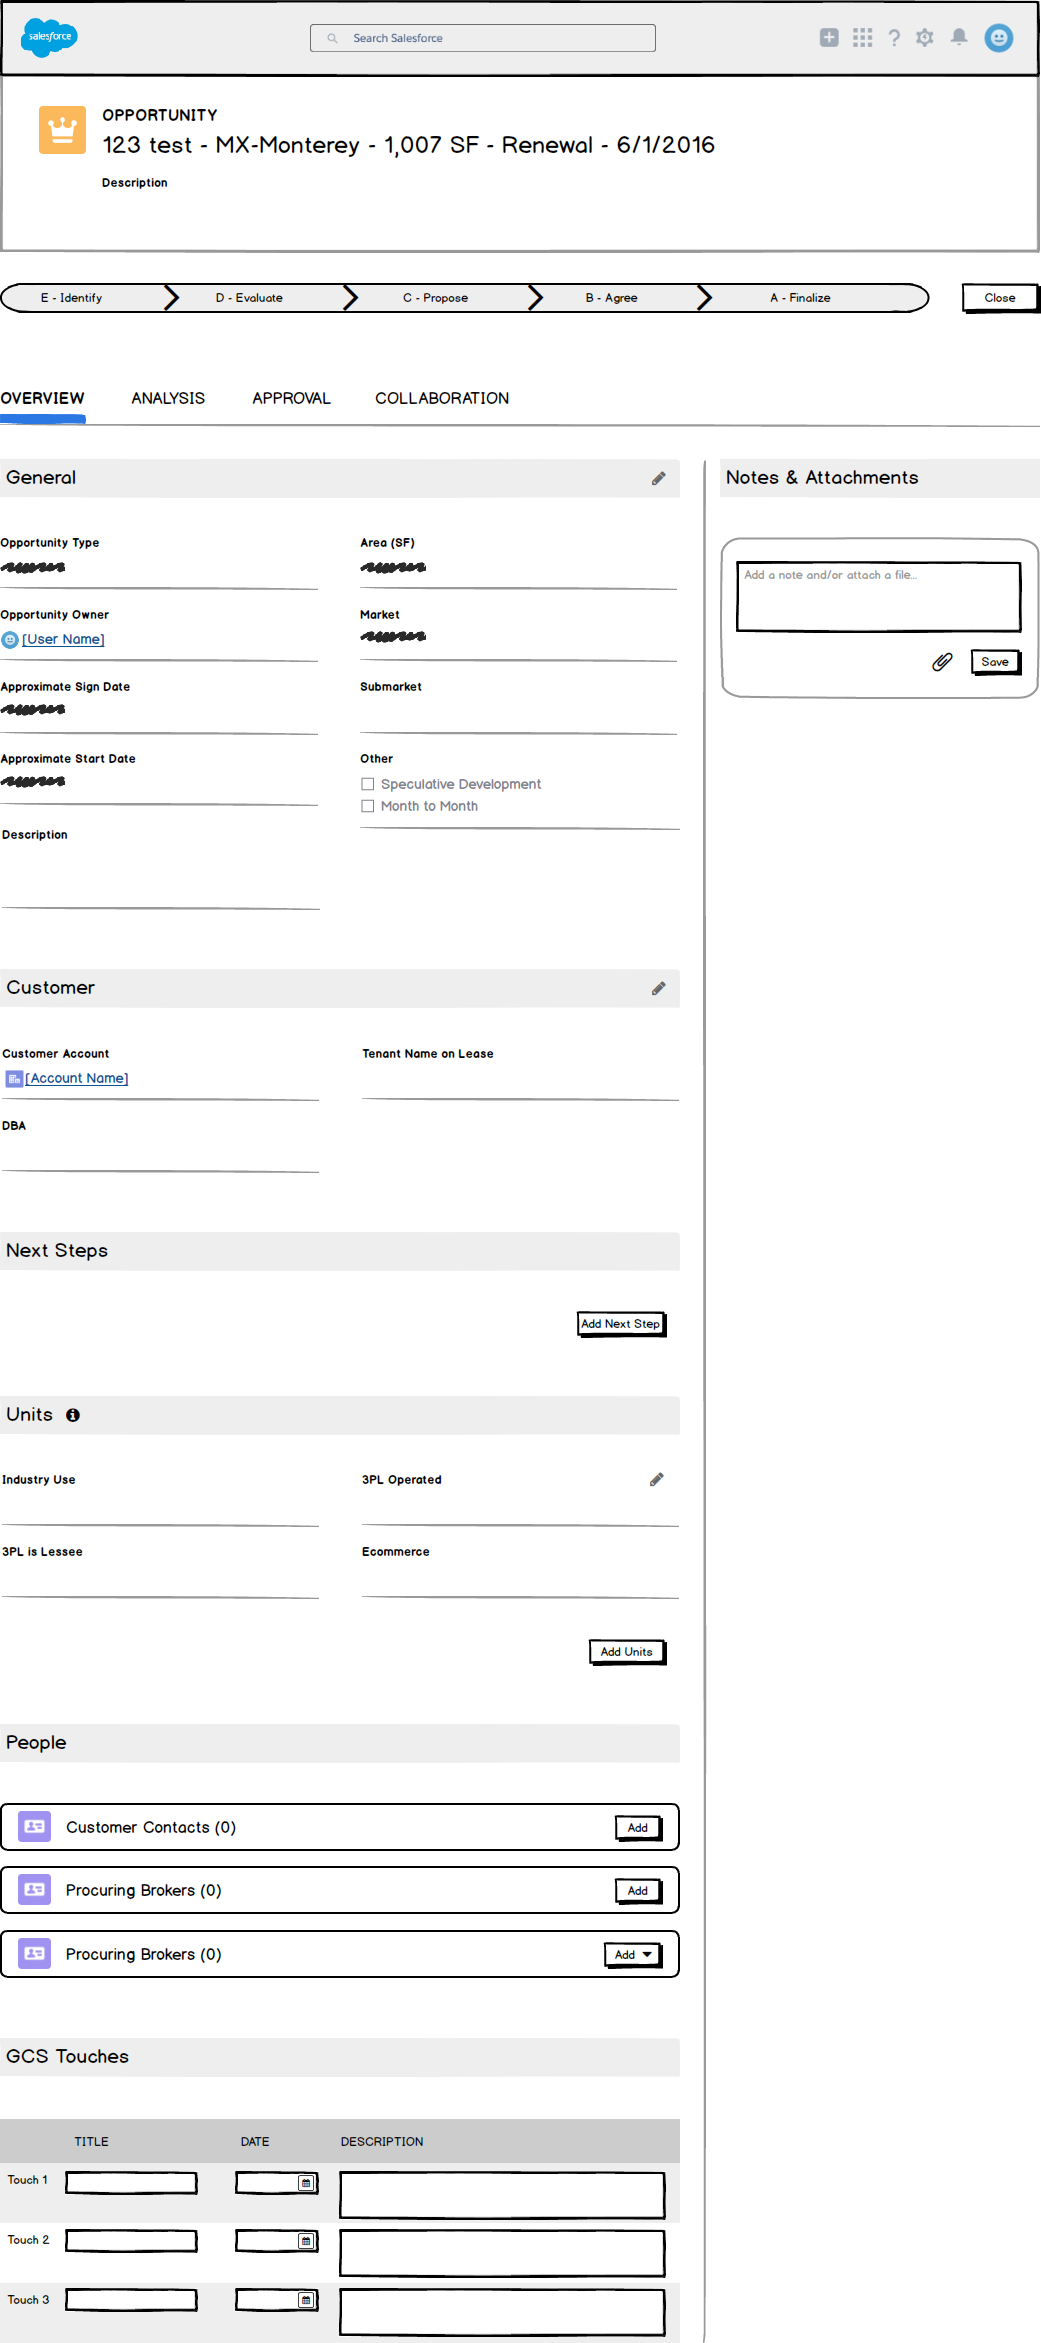 salesforce
Search Salesforce
OPPORTUNITY
123 test - MX-Monterey - 1,007 SF - Renewal - 6/1/2016
Description
E - Identify
D - Evaluate
C - Propose
B - Agree
A - Finalize
Close
OVERVIEW
ANALYSIS
APPROVAL
COLLABORATION
General
Opportunity Type
Area (SF)
Opportunity Owner
[User Name]
Market
Approximate Sign Date
Submarket
Approximate Start Date
Other
Speculative Development
Month to Month
Description
Customer
Customer Account
[Account Name]
Tenant Name on Lease
DBA
Next Steps
Add Next Step
Units
Industry Use
3PL Operated
3PL is Lessee
Ecommerce
Add Units
People
Customer Contacts (0)
Add
Procuring Brokers (0)
Add
Procuring Brokers (0)
Add
GCS Touches
TITLE
DATE
DESCRIPTION
Touch 1
Touch 2
Touch 3
Notes & Attachments
Add a note and/or attach a file...
Save